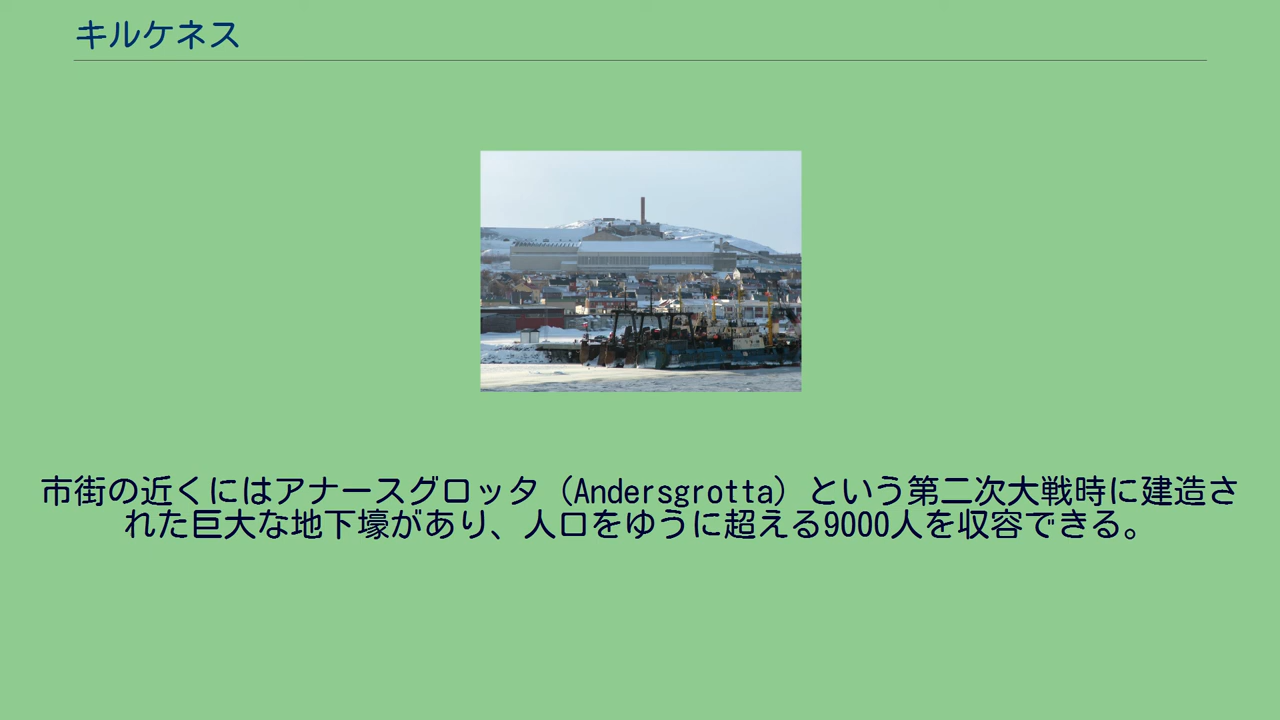 キルケネス
市街の近くにはアナースグロッタ（Andersgrotta）という第二次大戦時に建造さ
れた巨大な地下壕があり、人口をゆうに超える9000人を収容できる。